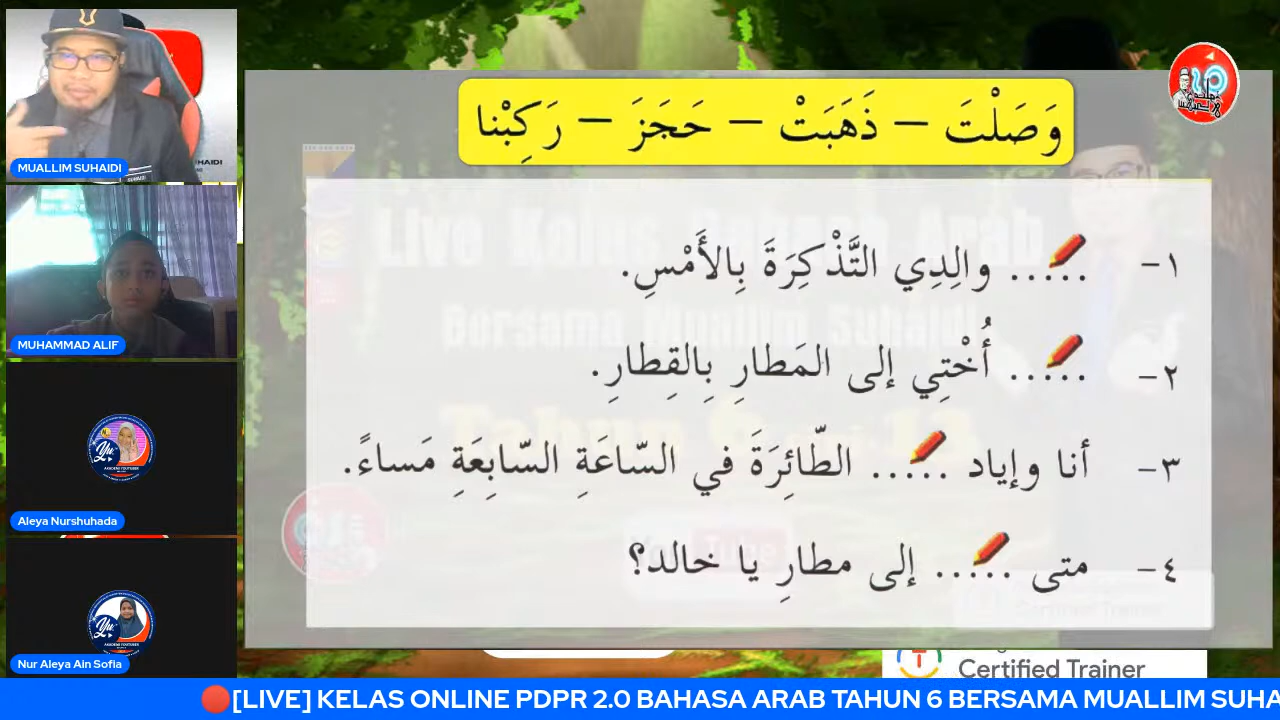 وَصَلْتَ – ذَهَبَتْ – حَجَزَ – رَكِبْنا
١- ..... والِدِي التَّذْكِرَةَ بِالأَمْسِ.
٢- ..... أُخْتِي إلى المَطارِ بِالقِطارِ.
٣- أنا وإياد ..... الطّائِرَةَ في السّاعَةِ السّابِعَةِ مَساءً.
٤- متى ..... إلى مطارِ يا خالد؟
MUALLIM SUHAIDI
MUHAMMAD ALIF
Aleya Nurshuhada
Nur Aleya Ain Sofia
Certified Trainer
[LIVE] KELAS ONLINE PDPR 2.0 BAHASA ARAB TAHUN 6 BERSAMA MUALLIM SUHA